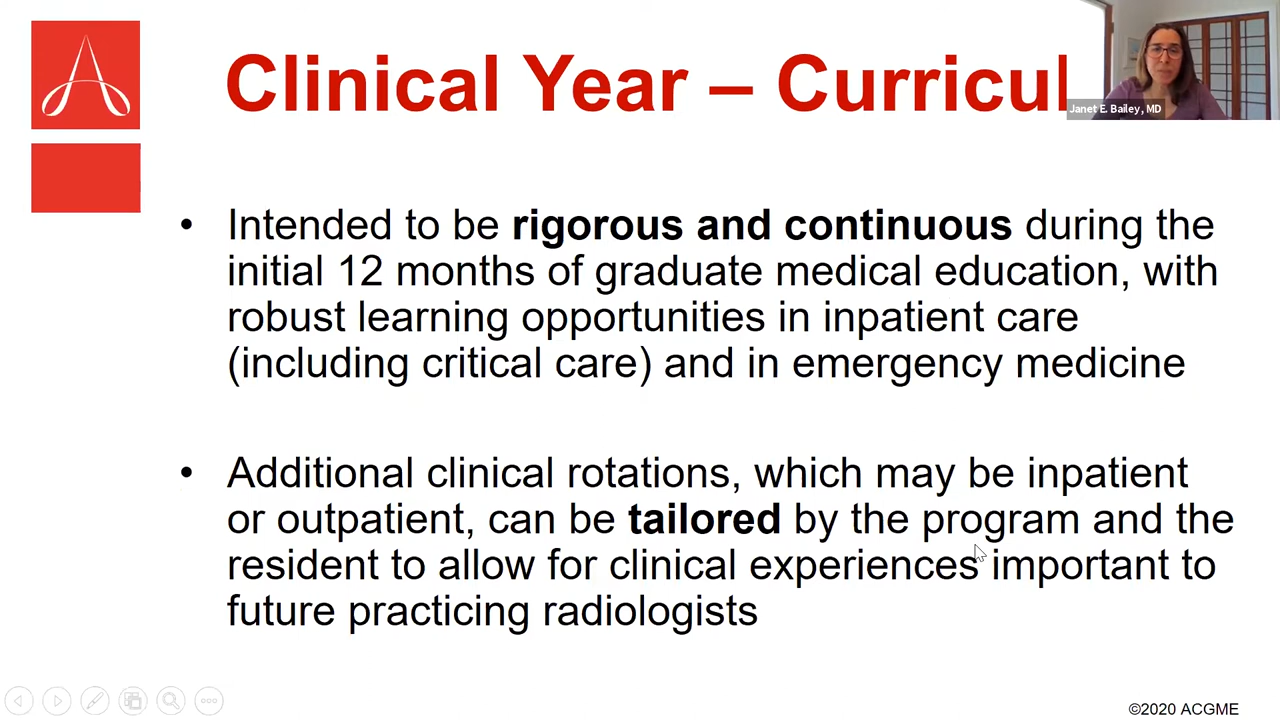 Clinical Year – Curricul
Janet E. Bailey, MD
• Intended to be rigorous and continuous during the
initial 12 months of graduate medical education, with
robust learning opportunities in inpatient care
(including critical care) and in emergency medicine
• Additional clinical rotations, which may be inpatient
or outpatient, can be tailored by the program and the
resident to allow for clinical experiences important to
future practicing radiologists
©2020 ACGME